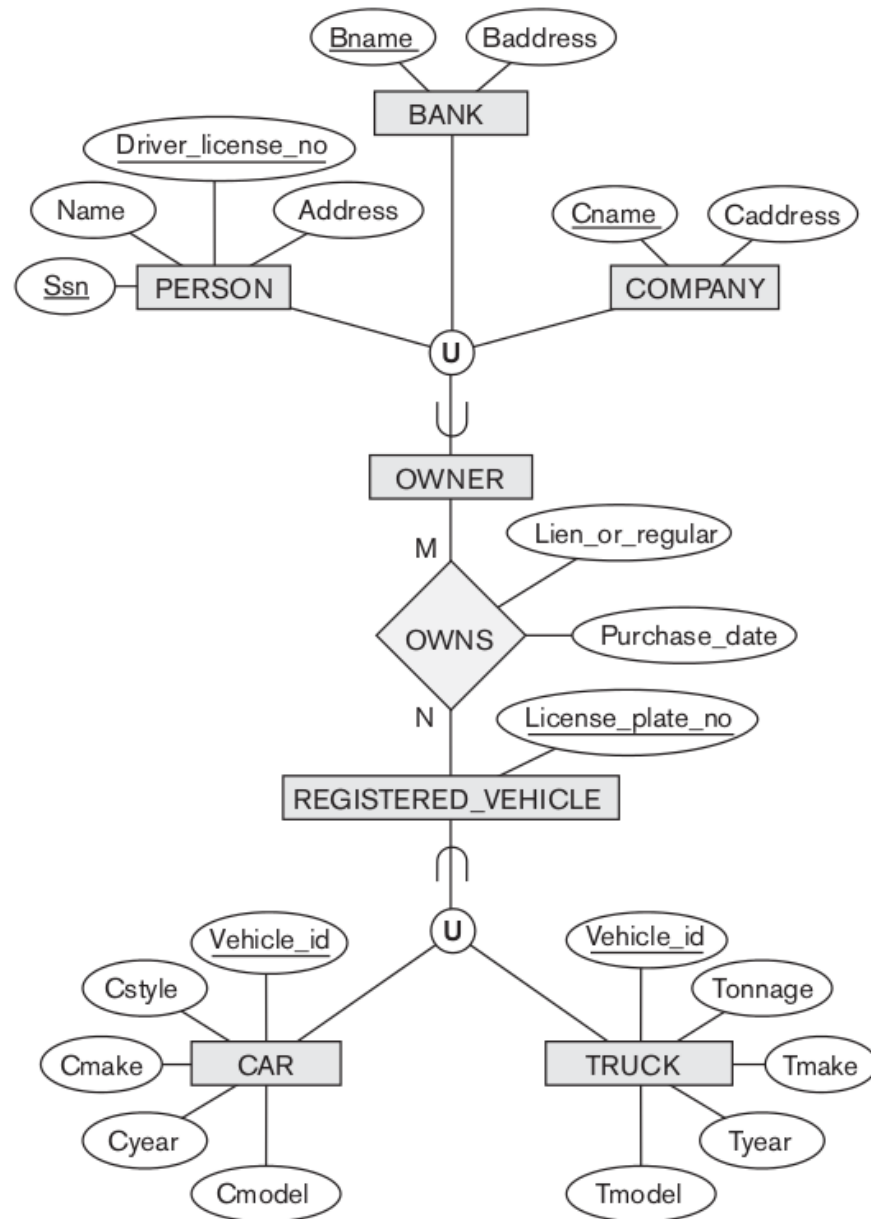 Bname
Baddress
BANK
Driver_license_no
Name
Address
Cname
Caddress
Ssn
PERSON
COMPANY
U
OWNER
M
Lien_or_regular
OWNS
Purchase_date
N
License_plate_no
REGISTERED_VEHICLE
U
Vehicle_id
Vehicle_id
Cstyle
Tonnage
Cmake
CAR
TRUCK
Tmake
Cyear
Tyear
Cmodel
Tmodel